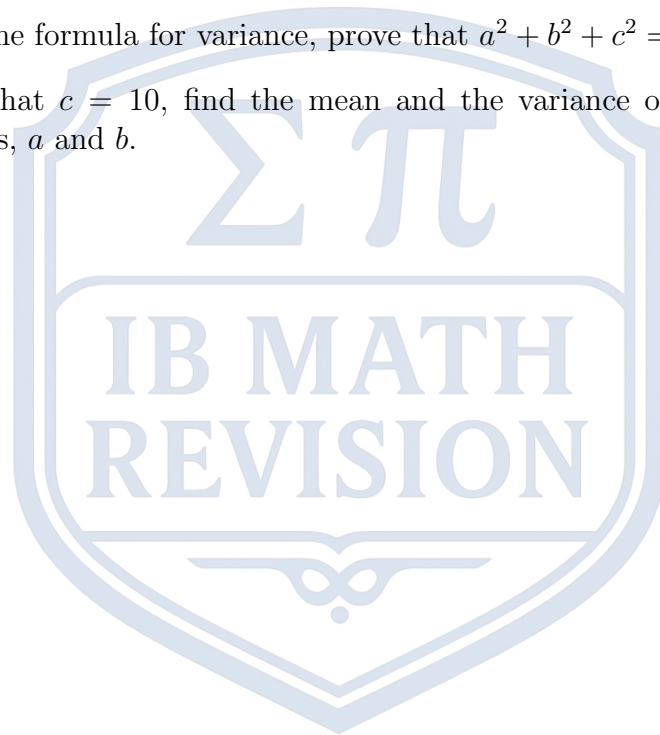 he formula for variance, prove that a² + b² + c² =
hat c = 10, find the mean and the variance o
s, a and b.
Σπ
IB MATH
REVISION